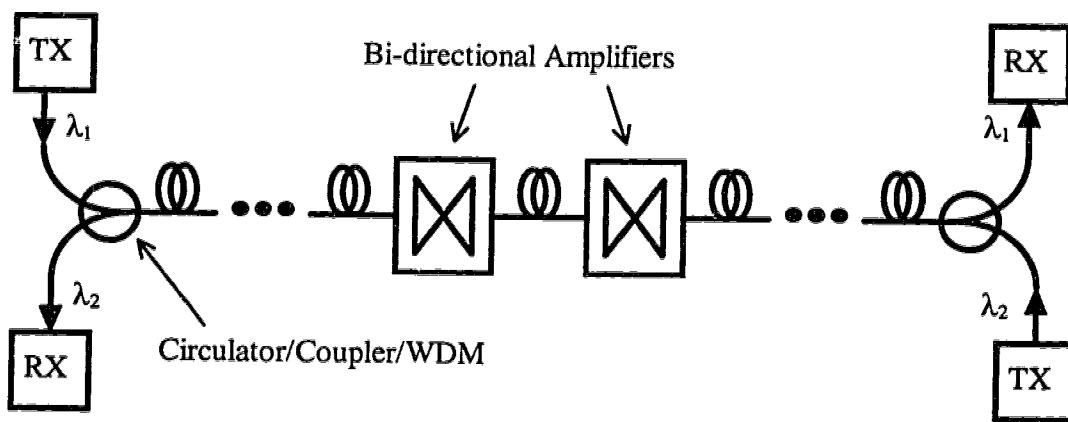 TX
Bi-directional Amplifiers
RX
λ1
λ1
λ2
λ2
Circulator/Coupler/WDM
RX
TX